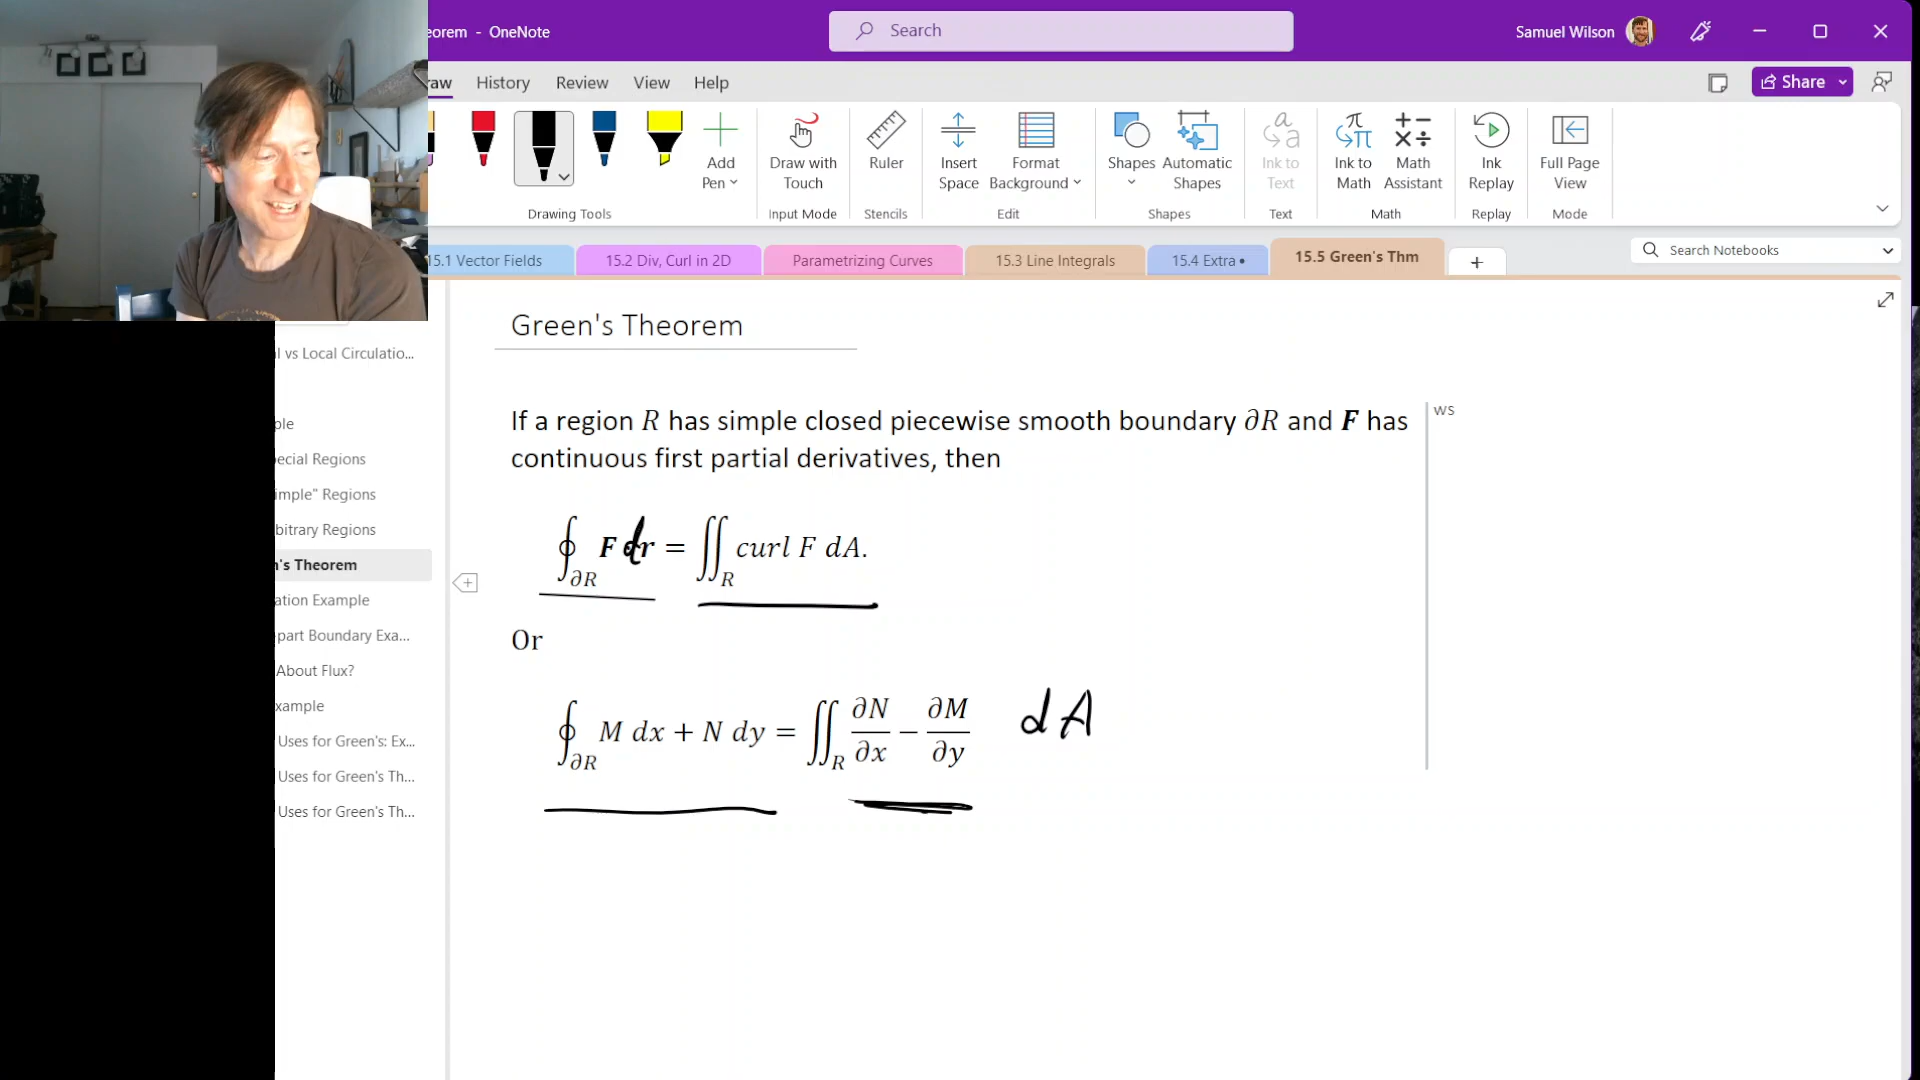 eorem - OneNote
Search
Samuel Wilson
raw History Review View Help
Share
Add Pen
Draw with Touch
Ruler
Insert Space
Format Background
Shapes
Automatic Shapes
Ink to Text
Ink to Math
Math Assistant
Ink Replay
Full Page View
Drawing Tools
Input Mode
Stencils
Edit
Shapes
Text
Math
Replay
Mode
15.1 Vector Fields
15.2 Div, Curl in 2D
Parametrizing Curves
15.3 Line Integrals
15.4 Extra •
15.5 Green's Thm
+
Search Notebooks
l vs Local Circulatio...
ple
ecial Regions
imple" Regions
bitrary Regions
n's Theorem
ation Example
part Boundary Exa...
About Flux?
xample
Uses for Green's: Ex...
Uses for Green's Th...
Uses for Green's Th...
Green's Theorem
If a region R has simple closed piecewise smooth boundary ∂R and F has
continuous first partial derivatives, then
WS
∮_∂R F dr = ∬_R curl F dA.
Or
∮_∂R M dx + N dy = ∬_R ∂N/∂x − ∂M/∂y dA